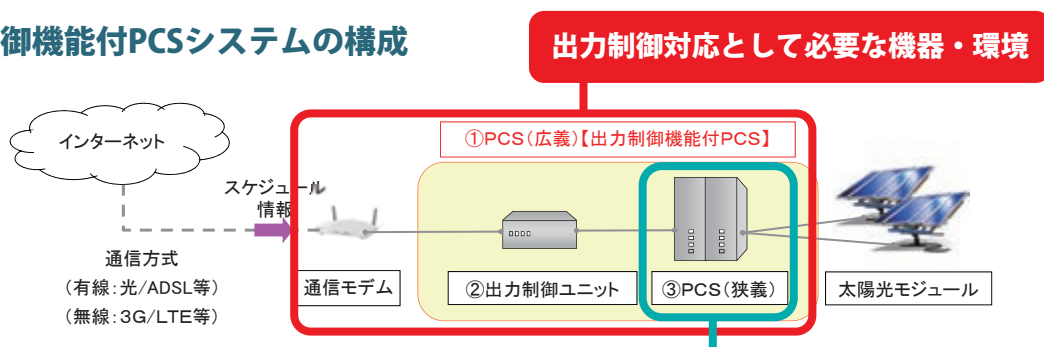 御機能付PCSシステムの構成
出力制御対応として必要な機器・環境
①PCS(広義)【出力制御機能付PCS】
インターネット
スケジュール
情報
通信方式
(有線:光/ADSL等)
(無線:3G/LTE等)
通信モデム
②出力制御ユニット
③PCS(狭義)
太陽光モジュール